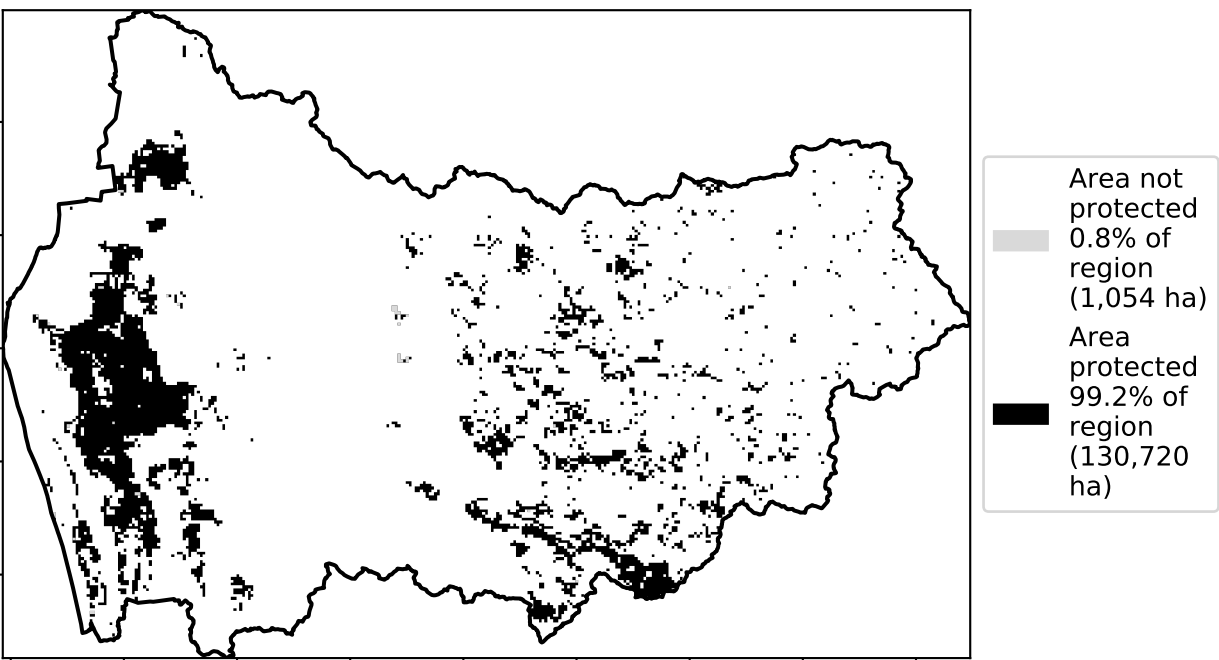 Area not
protected
0.8% of
region
(1,054 ha)
Area
protected
99.2% of
region
(130,720
ha)